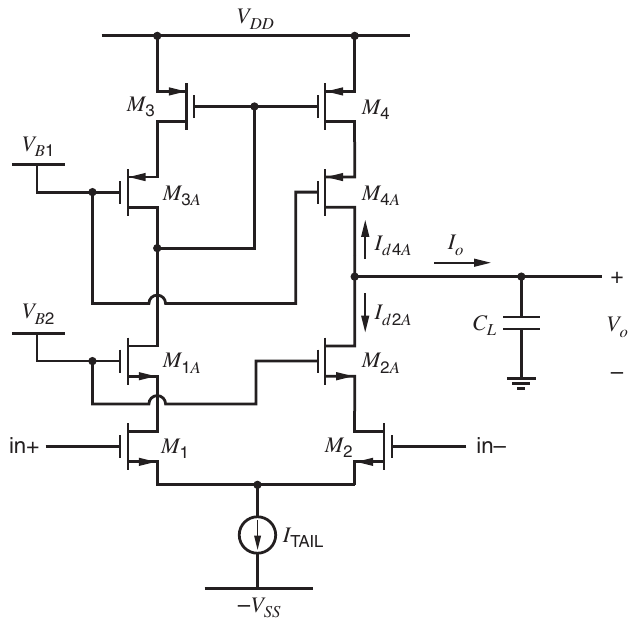 V_DD
M_3
M_4
V_B1
M_3A
M_4A
I_d4A
I_o
+
V_B2
I_d2A
C_L
V_o
M_1A
M_2A
−
in+
M_1
M_2
in−
I_TAIL
−V_SS